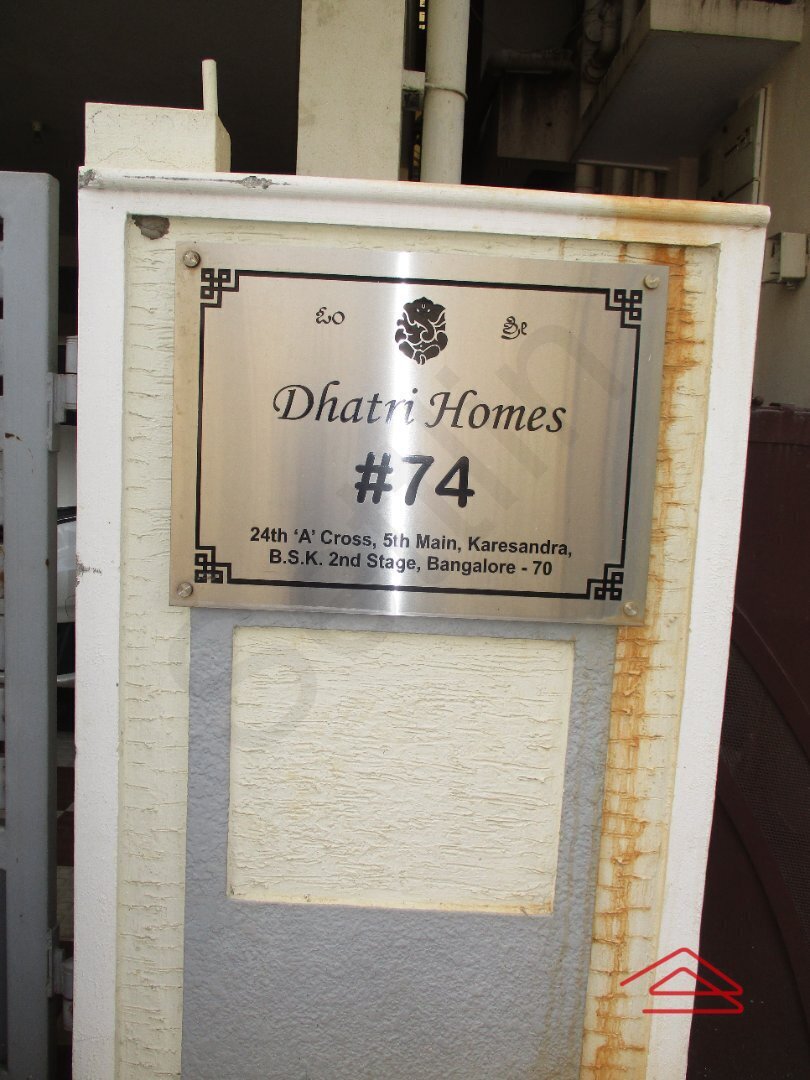 ಓಂ ಶ್ರೀ
Dhatri Homes
#74
24th ‘A’ Cross, 5th Main, Karesandra,
B.S.K. 2nd Stage, Bangalore - 70